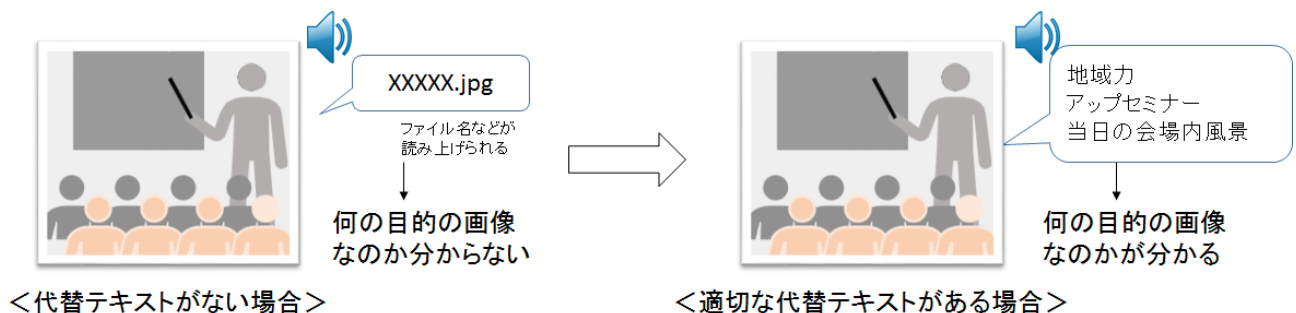 XXXXX.jpg
ファイル名などが
読み上げられる
何の目的の画像
なのか分からない
＜代替テキストがない場合＞
地域力
アップセミナー
当日の会場内風景
何の目的の画像
なのかが分かる
＜適切な代替テキストがある場合＞